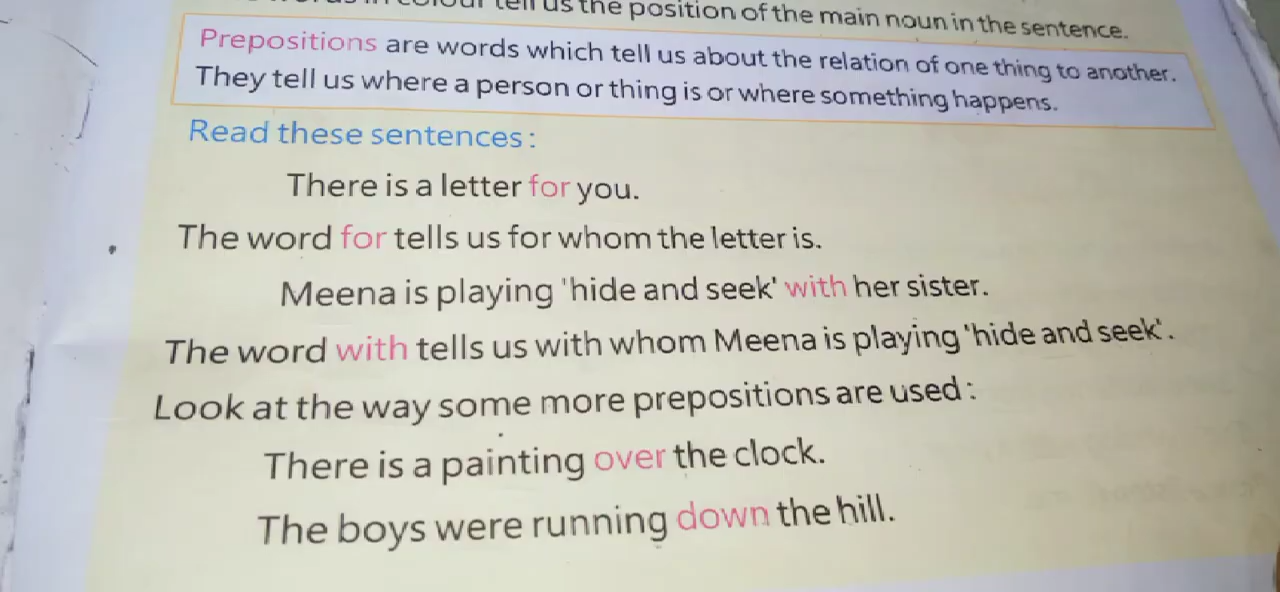 tell us the position of the main noun in the sentence.
Prepositions are words which tell us about the relation of one thing to another.
They tell us where a person or thing is or where something happens.
Read these sentences :
There is a letter for you.
The word for tells us for whom the letter is.
Meena is playing 'hide and seek' with her sister.
The word with tells us with whom Meena is playing 'hide and seek'.
Look at the way some more prepositions are used :
There is a painting over the clock.
The boys were running down the hill.